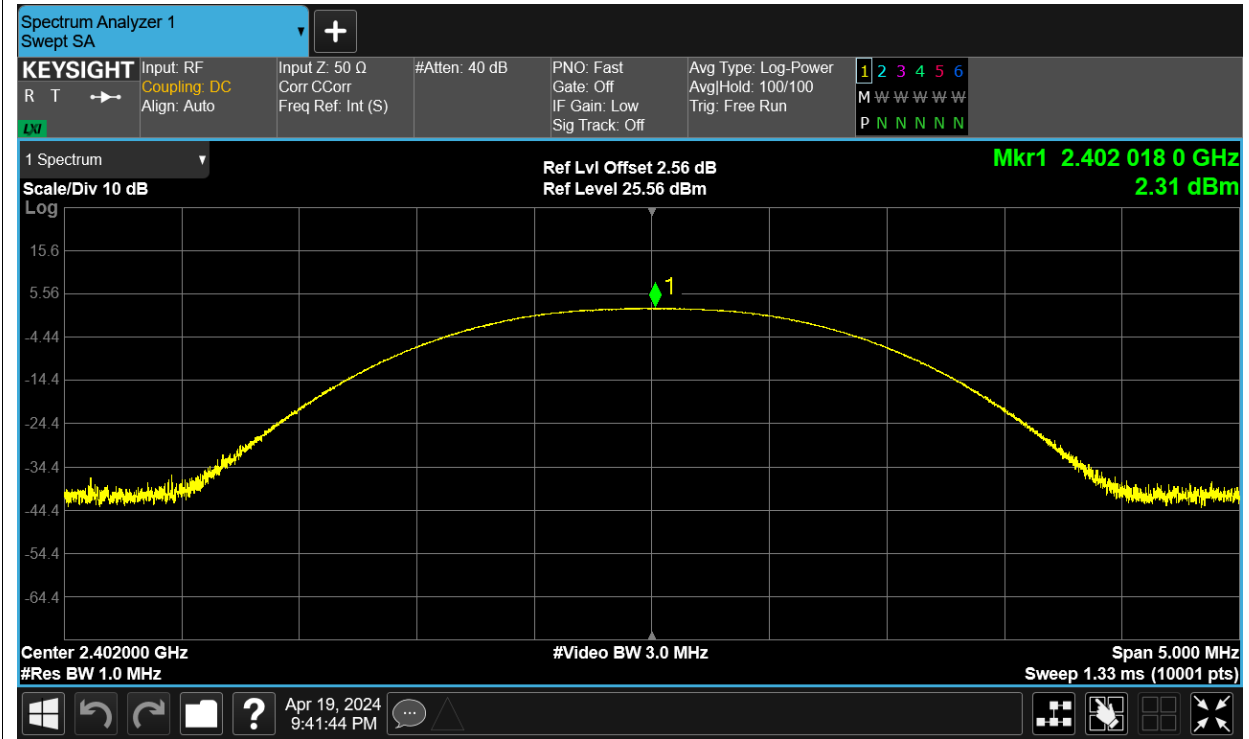 Spectrum Analyzer 1
Swept SA
KEYSIGHT
R T
LXI
Input: RF
Coupling: DC
Align: Auto
Input Z: 50 Ω
Corr CCorr
Freq Ref: Int (S)
#Atten: 40 dB
PNO: Fast
Gate: Off
IF Gain: Low
Sig Track: Off
Avg Type: Log-Power
Avg|Hold: 100/100
Trig: Free Run
1 2 3 4 5 6
M W W W W W
P N N N N N
1 Spectrum
Scale/Div 10 dB
Log
Ref Lvl Offset 2.56 dB
Ref Level 25.56 dBm
Mkr1 2.402 018 0 GHz
2.31 dBm
15.6
5.56
-4.44
-14.4
-24.4
-34.4
-44.4
-54.4
-64.4
1
Center 2.402000 GHz
#Res BW 1.0 MHz
#Video BW 3.0 MHz
Span 5.000 MHz
Sweep 1.33 ms (10001 pts)
?
Apr 19, 2024
9:41:44 PM